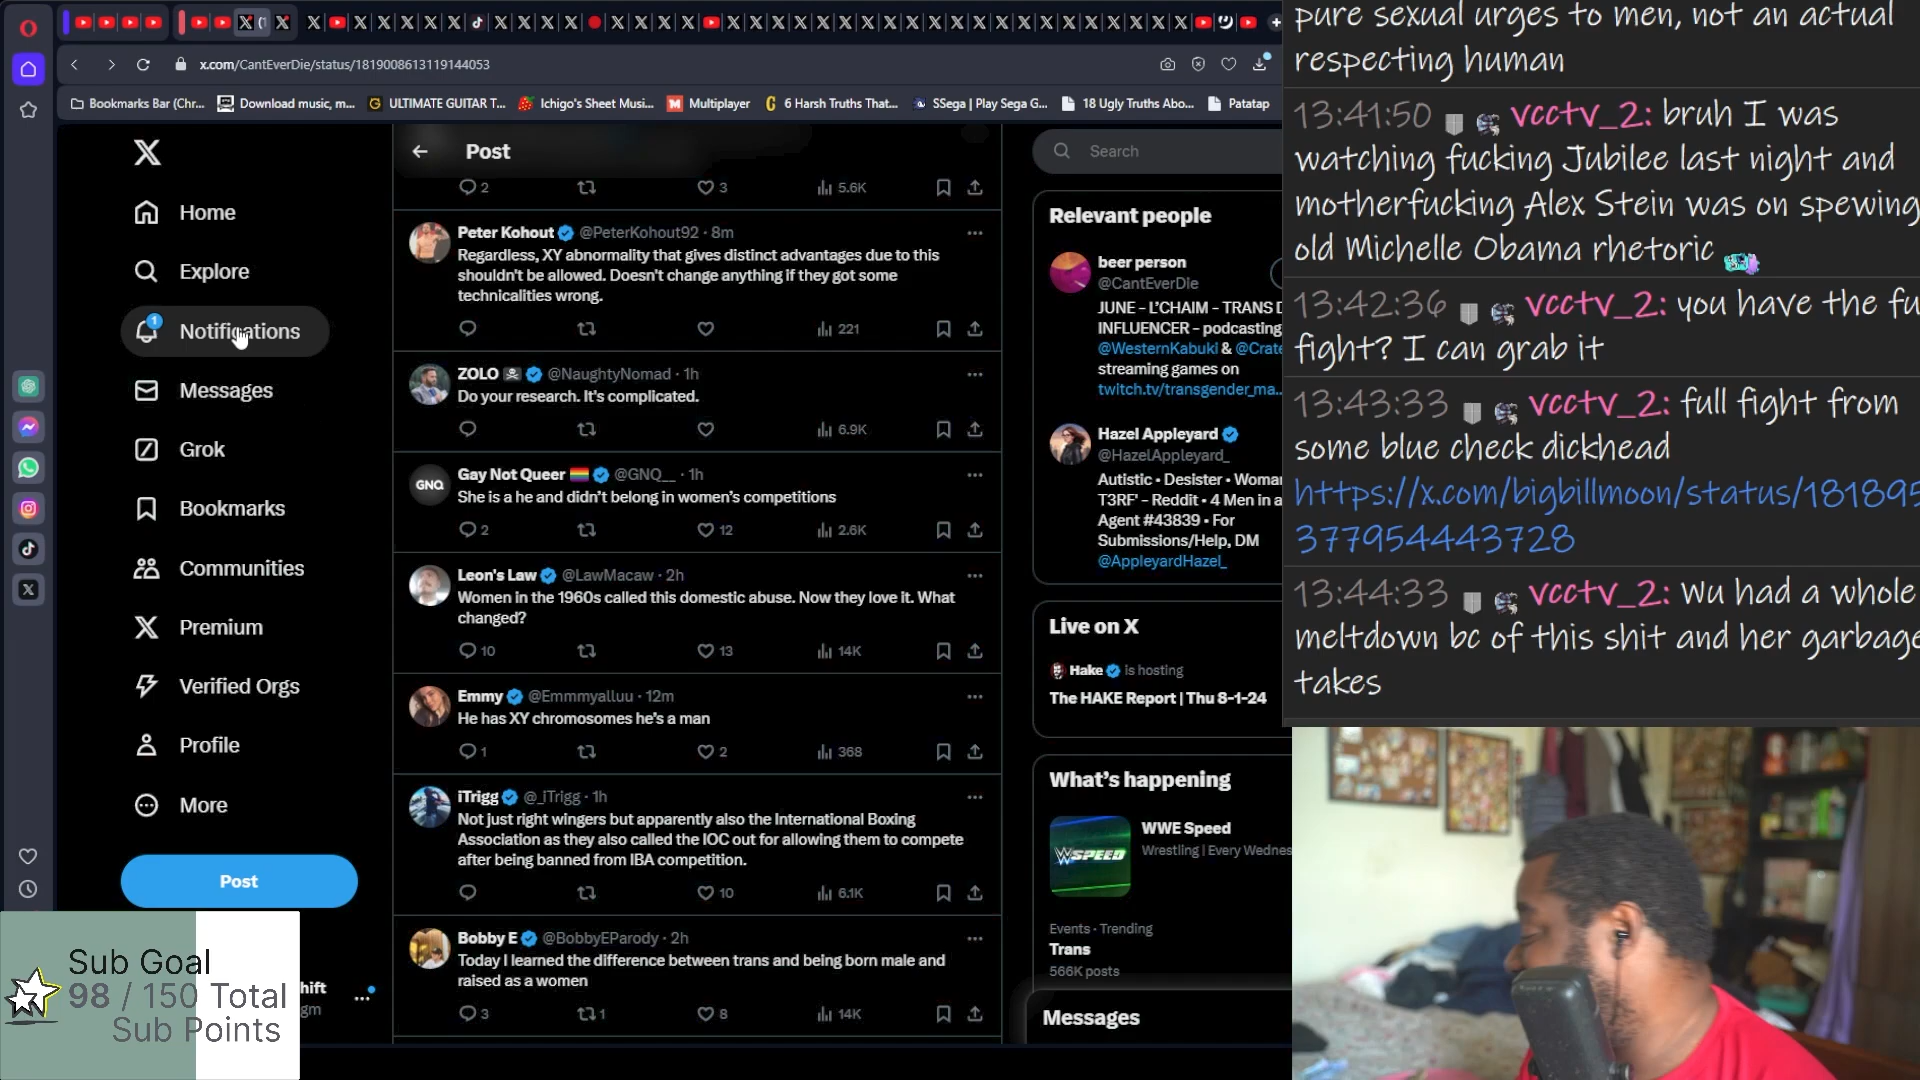 x.com/CantEverDie/status/1819008613119144053
Bookmarks Bar (Chr...
Download music, m...
ULTIMATE GUITAR T...
Ichigo's Sheet Musi...
Multiplayer
6 Harsh Truths That...
SSega | Play Sega G...
18 Ugly Truths Abo...
Patatap
Home
Explore
1
Notifications
Messages
Grok
Bookmarks
Communities
Premium
Verified Orgs
Profile
More
Post
hift
gm
Sub Goal
98 / 150 Total
Sub Points
Post
2 3 5.6K
Peter Kohout @PeterKohout92 · 8m
Regardless, XY abnormality that gives distinct advantages due to this
shouldn't be allowed. Doesn't change anything if they got some
technicalities wrong.
221
ZOLO @NaughtyNomad · 1h
Do your research. It's complicated.
6.9K
GNQ
Gay Not Queer @GNQ__ · 1h
She is a he and didn't belong in women's competitions
2 12 2.6K
Leon's Law @LawMacaw · 2h
Women in the 1960s called this domestic abuse. Now they love it. What
changed?
10 13 14K
Emmy @Emmmyalluu · 12m
He has XY chromosomes he's a man
1 2 368
iTrigg @_iTrigg · 1h
Not just right wingers but apparently also the International Boxing
Association as they also called the IOC out for allowing them to compete
after being banned from IBA competition.
10 6.1K
Bobby E @BobbyEParody · 2h
Today I learned the difference between trans and being born male and
raised as a women
3 1 8 14K
Search
Relevant people
beer person
@CantEverDie
JUNE - L'CHAIM - TRANS
INFLUENCER - podcasting
@WesternKabuki & @Crate
streaming games on
twitch.tv/transgender_ma...
Hazel Appleyard
@HazelAppleyard_
Autistic • Desister • Woman
T3RF' - Reddit • 4 Men in a
Agent #43839 • For
Submissions/Help, DM
@AppleyardHazel_
Live on X
Hake is hosting
The HAKE Report | Thu 8-1-24
What's happening
SPEED
WWE Speed
Wrestling | Every Wednes
Events · Trending
Trans
566K posts
Messages
pure sexual urges to men, not an actual
respecting human
13:41:50 vcctv_2: bruh I was
watching fucking Jubilee last night and
motherfucking Alex Stein was on spewing
old Michelle Obama rhetoric
13:42:36 vcctv_2: you have the fu
fight? I can grab it
13:43:33 vcctv_2: full fight from
some blue check dickhead
https://x.com/bigbillmoon/status/181895
377954443728
13:44:33 vcctv_2: Wu had a whole
meltdown bc of this shit and her garbage
takes